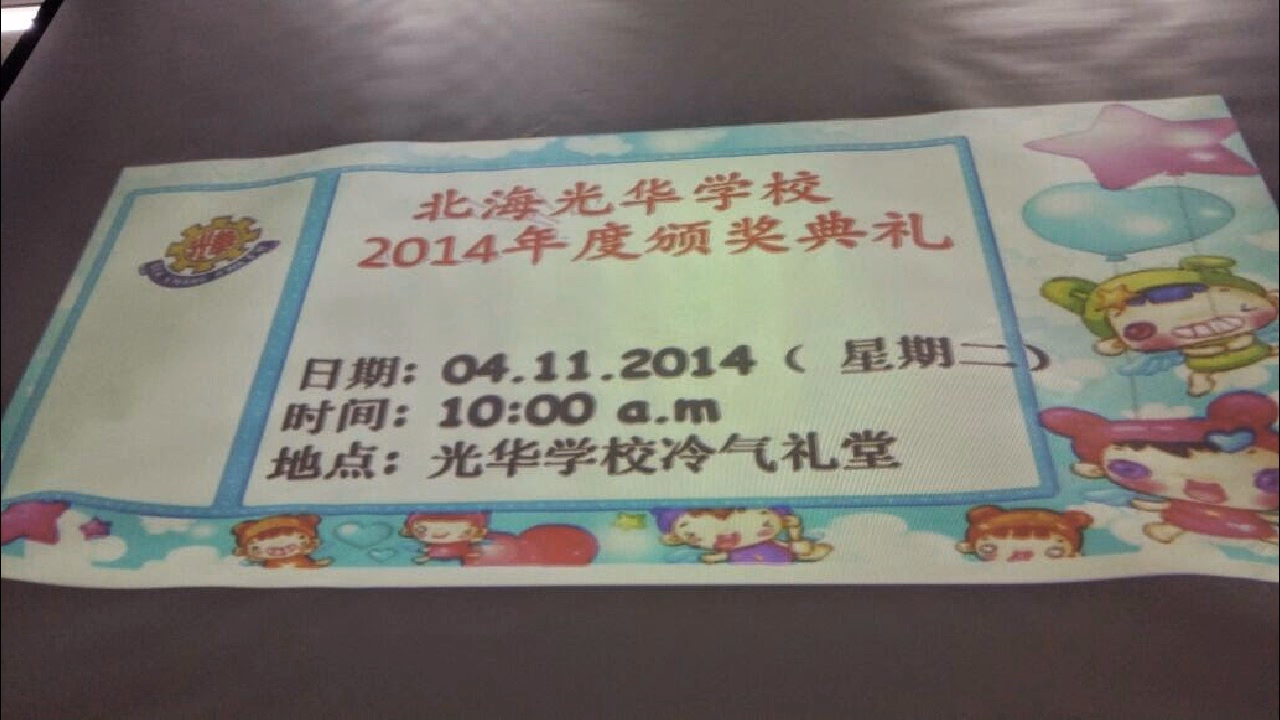 光華
北海光华学校
2014年度颁奖典礼
日期: 04.11.2014 ( 星期二)
时间: 10:00 a.m
地点: 光华学校冷气礼堂